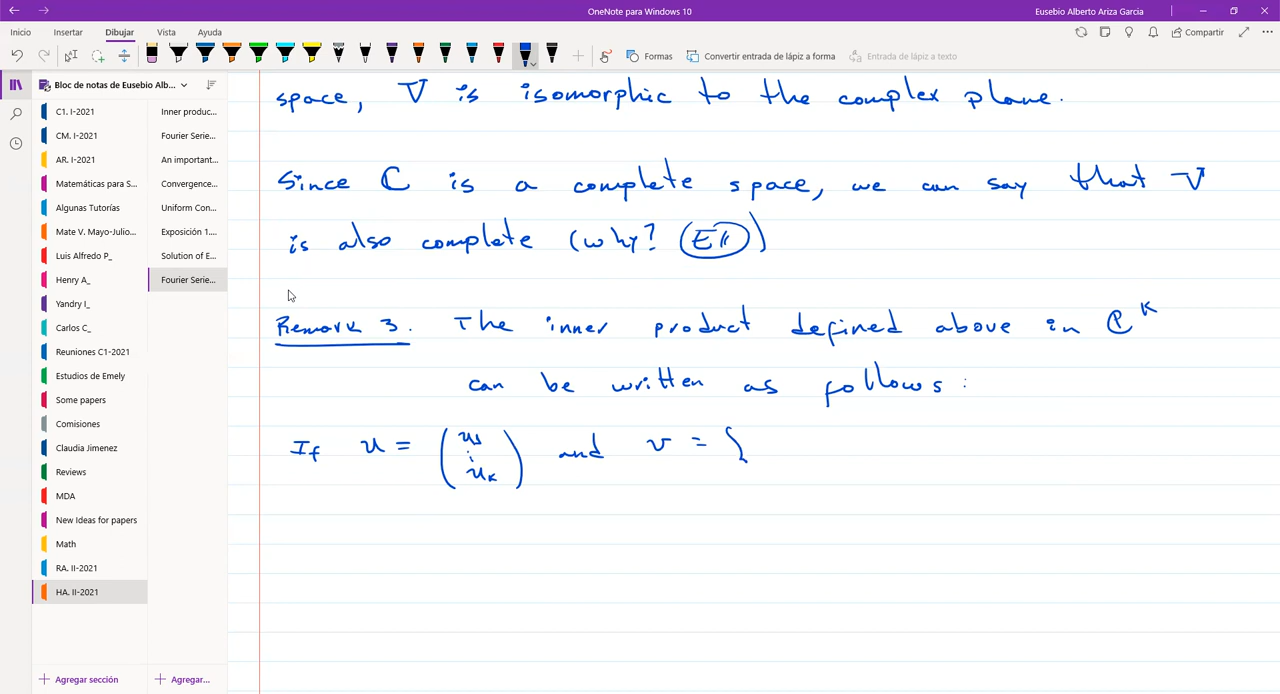 OneNote para Windows 10
Eusebio Alberto Ariza Garcia
Inicio
Insertar
Dibujar
Vista
Ayuda
Compartir
Formas
Convertir entrada de lápiz a forma
Entrada de lápiz a texto
Bloc de notas de Eusebio Alb...
C1. I-2021
CM. I-2021
AR. I-2021
Matemáticas para S...
Algunas Tutorías
Mate V. Mayo-Julio...
Luis Alfredo P_
Henry A_
Yandry I_
Carlos C_
Reuniones C1-2021
Estudios de Emely
Some papers
Comisiones
Claudia Jimenez
Reviews
MDA
New Ideas for papers
Math
RA. II-2021
HA. II-2021
Agregar sección
Inner produc...
Fourier Serie...
An important...
Convergence...
Uniform Con...
Exposición 1....
Solution of E...
Fourier Serie...
Agregar...
space, V is isomorphic to the complex plane.
Since ℂ is a complete space, we can say that V
is also complete (why?
Remark 3. The inner product defined above in ℂ^K
can be written as follows:
If u = (u₁ ⋮ u_K) and v =